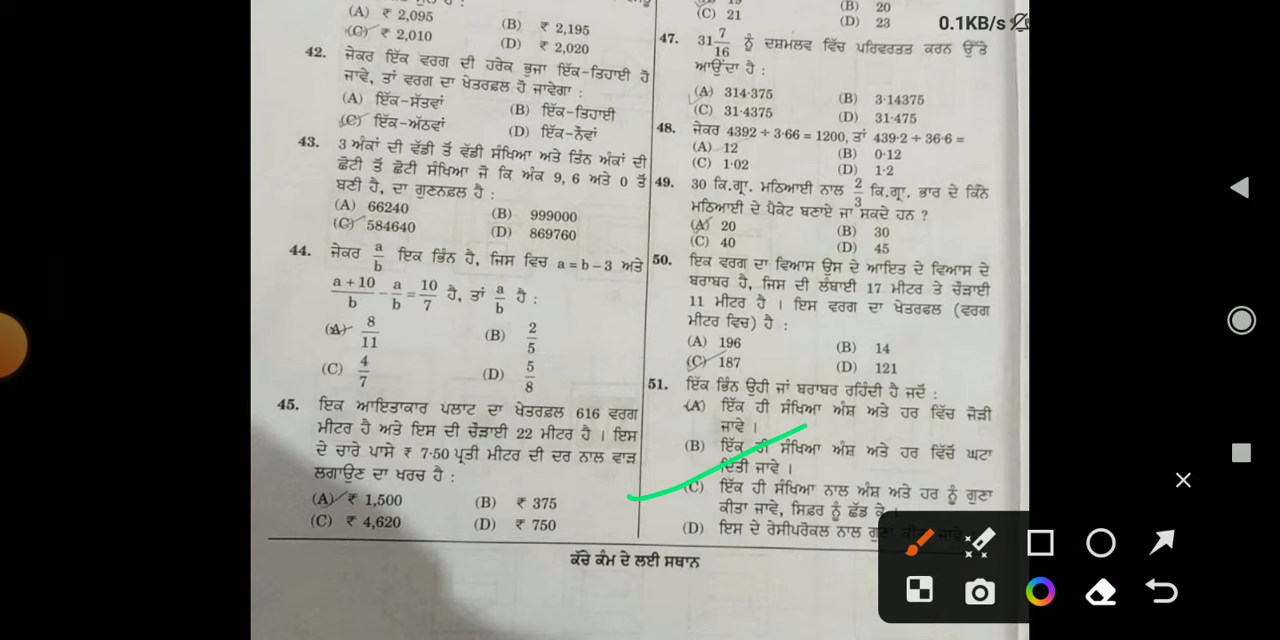 (A) ₹ 2,095
(B) ₹ 2,195
(C) ₹ 2,010
(D) ₹ 2,020
42. ਜੇਕਰ ਇੱਕ ਵਰਗ ਦੀ ਹਰੇਕ ਭੁਜਾ ਇੱਕ-ਤਿਹਾਈ ਹੋ
ਜਾਵੇ, ਤਾਂ ਵਰਗ ਦਾ ਖੇਤਰਫ਼ਲ ਹੋ ਜਾਵੇਗਾ :
(A) ਇੱਕ-ਸੱਤਵਾਂ
(B) ਇੱਕ-ਤਿਹਾਈ
(C) ਇੱਕ-ਅੱਠਵਾਂ
(D) ਇੱਕ-ਨੌਵਾਂ
43. 3 ਅੰਕਾਂ ਦੀ ਵੱਡੀ ਤੋਂ ਵੱਡੀ ਸੰਖਿਆ ਅਤੇ ਤਿੰਨ ਅੰਕਾਂ ਦੀ
ਛੋਟੀ ਤੋਂ ਛੋਟੀ ਸੰਖਿਆ ਜੋ ਕਿ ਅੰਕ 9, 6 ਅਤੇ 0 ਤੋਂ
ਬਣੀ ਹੈ, ਦਾ ਗੁਣਨਫ਼ਲ ਹੈ :
(A) 66240
(B) 999000
(C) 584640
(D) 869760
44. ਜੇਕਰ a/b ਇਕ ਭਿੰਨ ਹੈ, ਜਿਸ ਵਿਚ a = b – 3 ਅਤੇ
(a + 10)/b - a/b = 10/7 ਹੈ, ਤਾਂ a/b ਹੈ :
(A) 8/11
(B) 2/5
(C) 4/7
(D) 5/8
45. ਇਕ ਆਇਤਾਕਾਰ ਪਲਾਟ ਦਾ ਖੇਤਰਫ਼ਲ 616 ਵਰਗ
ਮੀਟਰ ਹੈ ਅਤੇ ਇਸ ਦੀ ਚੌੜਾਈ 22 ਮੀਟਰ ਹੈ । ਇਸ
ਦੇ ਚਾਰੇ ਪਾਸੇ ₹ 7·50 ਪ੍ਰਤੀ ਮੀਟਰ ਦੀ ਦਰ ਨਾਲ ਵਾੜ
ਲਗਾਉਣ ਦਾ ਖਰਚ ਹੈ :
(A) ₹ 1,500
(B) ₹ 375
(C) ₹ 4,620
(D) ₹ 750
(B) 20
(C) 21
(D) 23
0.1KB/s
47. 31 7/16 ਨੂੰ ਦਸ਼ਮਲਵ ਵਿੱਚ ਪਰਿਵਰਤਤ ਕਰਨ ਉੱਤੇ
ਆਉਂਦਾ ਹੈ :
(A) 314·375
(B) 3·14375
(C) 31·4375
(D) 31·475
48. ਜੇਕਰ 4392 ÷ 3·66 = 1200, ਤਾਂ 439·2 ÷ 36·6 =
(A) 12
(B) 0·12
(C) 1·02
(D) 1·2
49. 30 ਕਿ.ਗ੍ਰਾ. ਮਠਿਆਈ ਨਾਲ 2/3 ਕਿ.ਗ੍ਰਾ. ਭਾਰ ਦੇ ਕਿੰਨੇ
ਮਠਿਆਈ ਦੇ ਪੈਕੇਟ ਬਣਾਏ ਜਾ ਸਕਦੇ ਹਨ ?
(A) 20
(B) 30
(C) 40
(D) 45
50. ਇਕ ਵਰਗ ਦਾ ਵਿਆਸ ਉਸ ਦੇ ਆਇਤ ਦੇ ਵਿਆਸ ਦੇ
ਬਰਾਬਰ ਹੈ, ਜਿਸ ਦੀ ਲੰਬਾਈ 17 ਮੀਟਰ ਤੇ ਚੌੜਾਈ
11 ਮੀਟਰ ਹੈ । ਇਸ ਵਰਗ ਦਾ ਖੇਤਰਫਲ (ਵਰਗ
ਮੀਟਰ ਵਿਚ) ਹੈ :
(A) 196
(B) 14
(C) 187
(D) 121
51. ਇੱਕ ਭਿੰਨ ਉਹੀ ਜਾਂ ਬਰਾਬਰ ਰਹਿੰਦੀ ਹੈ ਜਦੋਂ :
(A) ਇੱਕ ਹੀ ਸੰਖਿਆ ਅੰਸ਼ ਅਤੇ ਹਰ ਵਿੱਚ ਜੋੜੀ
ਜਾਵੇ ।
(B) ਇੱਕ ਹੀ ਸੰਖਿਆ ਅੰਸ਼ ਅਤੇ ਹਰ ਵਿੱਚੋਂ ਘਟਾ
ਦਿੱਤੀ ਜਾਵੇ ।
(C) ਇੱਕ ਹੀ ਸੰਖਿਆ ਨਾਲ ਅੰਸ਼ ਅਤੇ ਹਰ ਨੂੰ ਗੁਣਾ
ਕੀਤਾ ਜਾਵੇ, ਸਿਫ਼ਰ ਨੂੰ ਛੱਡ ਕੇ ।
(D) ਇਸ ਦੇ ਰੇਸੀਪਰੋਕਲ ਨਾਲ
ਕੱਚੇ ਕੰਮ ਦੇ ਲਈ ਸਥਾਨ